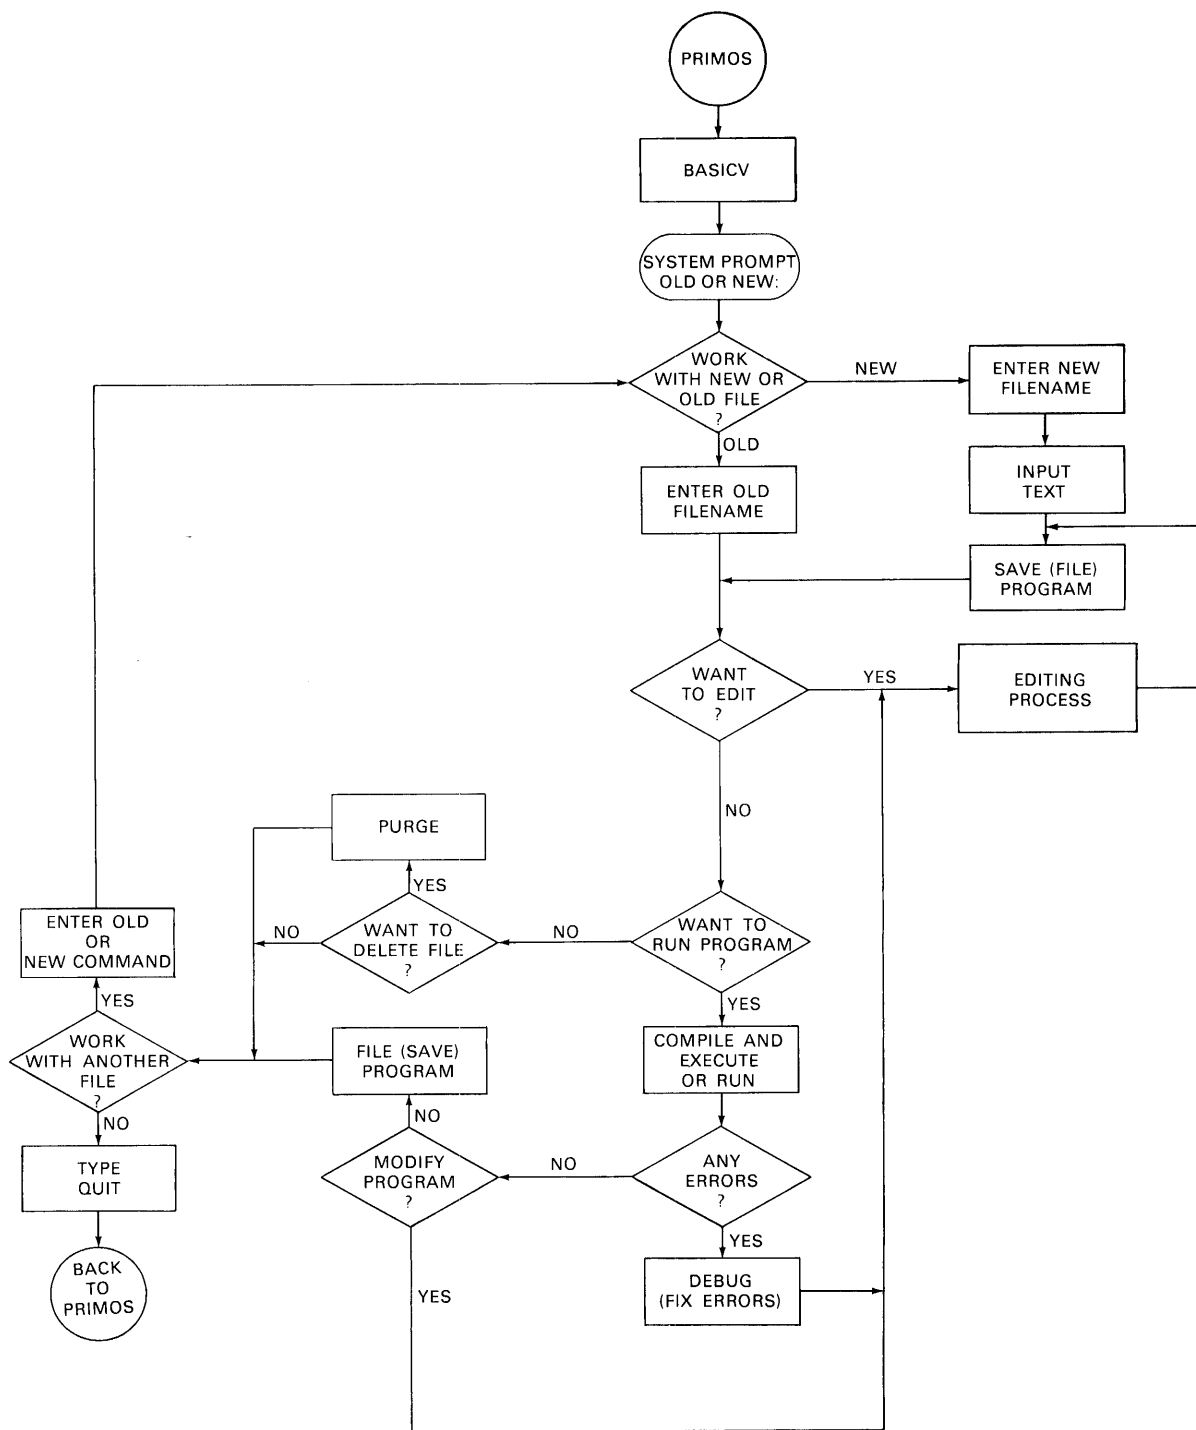 PRIMOS
BASICV
SYSTEM PROMPT
OLD OR NEW:
WORK
WITH NEW OR
OLD FILE
?
NEW
ENTER NEW
FILENAME
OLD
INPUT
TEXT
ENTER OLD
FILENAME
SAVE (FILE)
PROGRAM
WANT
TO EDIT
?
YES
EDITING
PROCESS
NO
PURGE
YES
WANT TO
DELETE FILE
?
NO
NO
WANT TO
RUN PROGRAM
?
ENTER OLD
OR
NEW COMMAND
YES
YES
WORK
WITH ANOTHER
FILE
?
FILE (SAVE)
PROGRAM
COMPILE AND
EXECUTE
OR RUN
NO
NO
TYPE
QUIT
MODIFY
PROGRAM
?
NO
ANY
ERRORS
?
YES
BACK
TO
PRIMOS
YES
DEBUG
(FIX ERRORS)